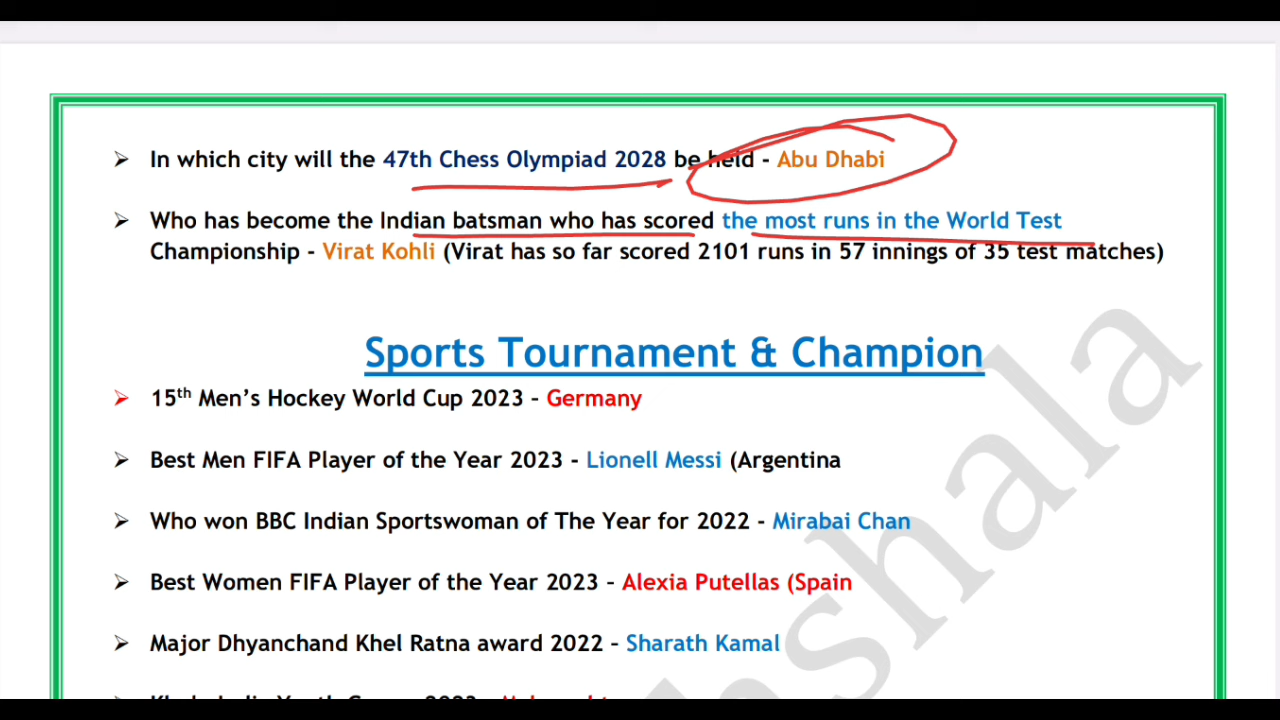 In which city will the 47th Chess Olympiad 2028 be held - Abu Dhabi
Who has become the Indian batsman who has scored the most runs in the World Test
Championship - Virat Kohli (Virat has so far scored 2101 runs in 57 innings of 35 test matches)
Sports Tournament & Champion
15th Men's Hockey World Cup 2023 - Germany
Best Men FIFA Player of the Year 2023 - Lionell Messi (Argentina
Who won BBC Indian Sportswoman of The Year for 2022 - Mirabai Chan
Best Women FIFA Player of the Year 2023 - Alexia Putellas (Spain
Major Dhyanchand Khel Ratna award 2022 - Sharath Kamal
shala